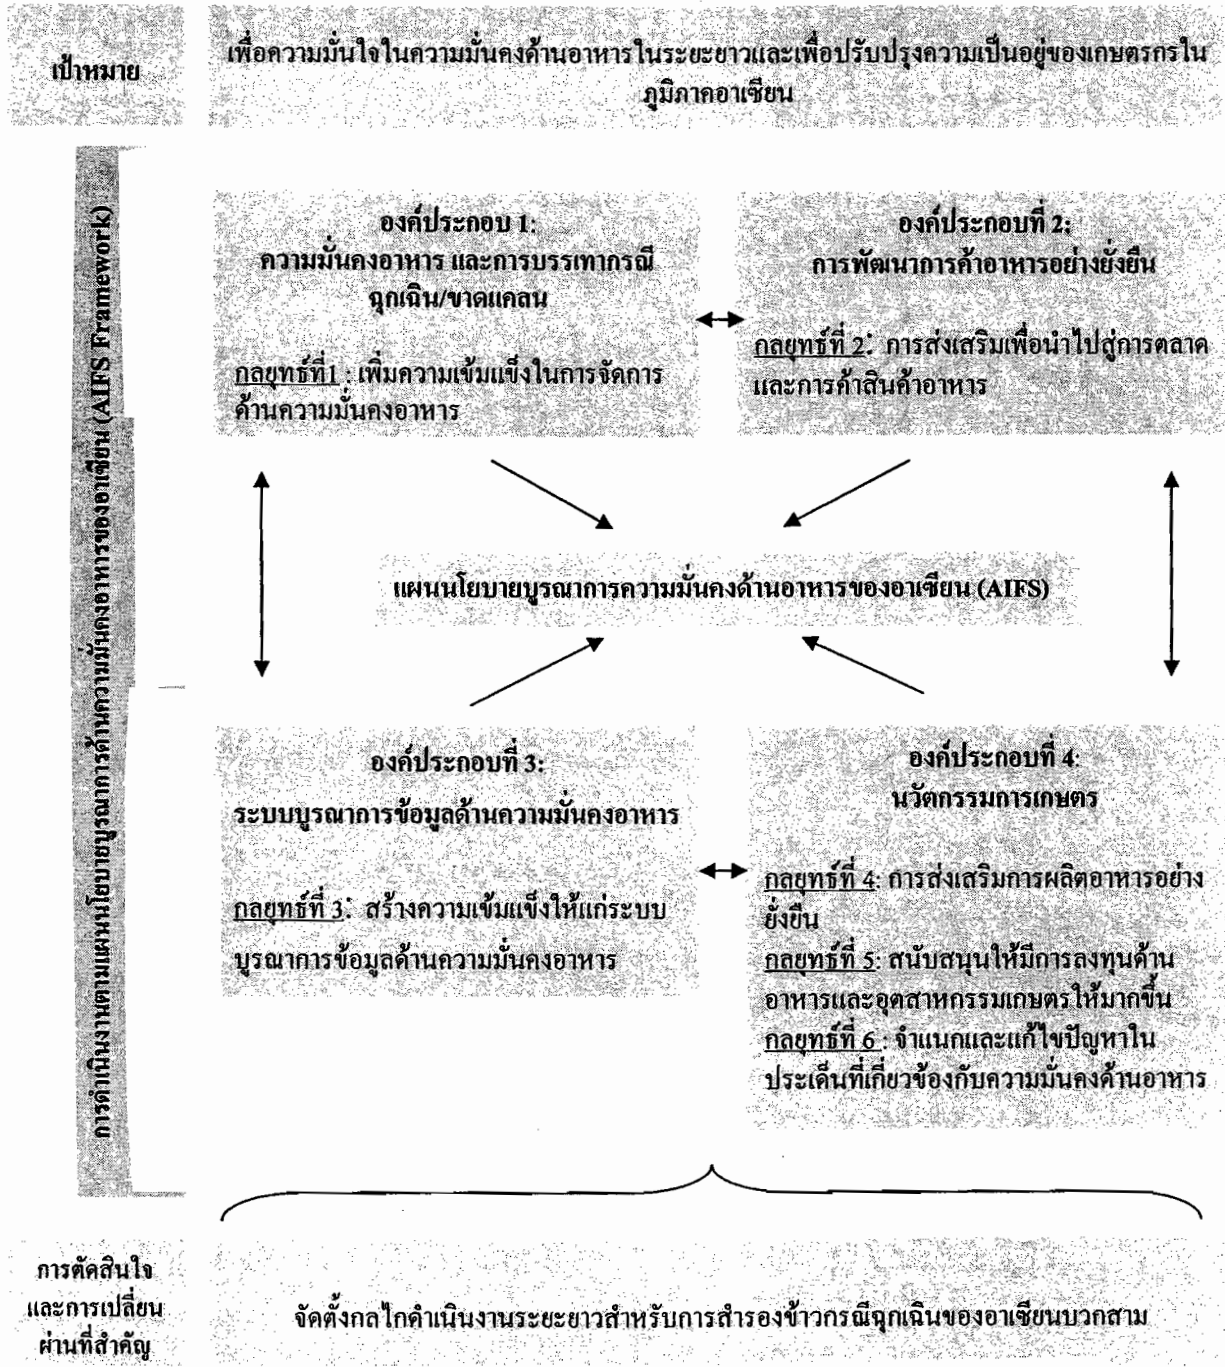 เป้าหมาย
เพื่อความมั่นใจในความมั่นคงด้านอาหารในระยะยาวและเพื่อปรับปรุงความเป็นอยู่ของเกษตรกรใน
ภูมิภาคอาเซียน
การดำเนินงานตามแผนนโยบายบูรณาการด้านความมั่นคงอาหารของอาเซียน (AIFS Framework)
องค์ประกอบ 1:
ความมั่นคงอาหาร และการบรรเทากรณี
ฉุกเฉิน/ขาดแคลน
กลยุทธ์ที่1 : เพิ่มความเข้มแข็งในการจัดการ
ด้านความมั่นคงอาหาร
องค์ประกอบที่ 2:
การพัฒนาการค้าอาหารอย่างยั่งยืน
กลยุทธ์ที่ 2: การส่งเสริมเพื่อนำไปสู่การตลาด
และการค้าสินค้าอาหาร
แผนนโยบายบูรณาการความมั่นคงด้านอาหารของอาเซียน (AIFS)
องค์ประกอบที่ 3:
ระบบบูรณาการข้อมูลด้านความมั่นคงอาหาร
กลยุทธ์ที่ 3: สร้างความเข้มแข็งให้แก่ระบบ
บูรณาการข้อมูลด้านความมั่นคงอาหาร
องค์ประกอบที่ 4:
นวัตกรรมการเกษตร
กลยุทธ์ที่ 4: การส่งเสริมการผลิตอาหารอย่าง
ยั่งยืน
กลยุทธ์ที่ 5: สนับสนุนให้มีการลงทุนด้าน
อาหารและอุตสาหกรรมเกษตรให้มากขึ้น
กลยุทธ์ที่ 6 : จำแนกและแก้ไขปัญหาใน
ประเด็นที่เกี่ยวข้องกับความมั่นคงด้านอาหาร
การตัดสินใจ
และการเปลี่ยน
ผ่านที่สำคัญ
จัดตั้งกลไกดำเนินงานระยะยาวสำหรับการสำรองข้าวกรณีฉุกเฉินของอาเซียนบวกสาม